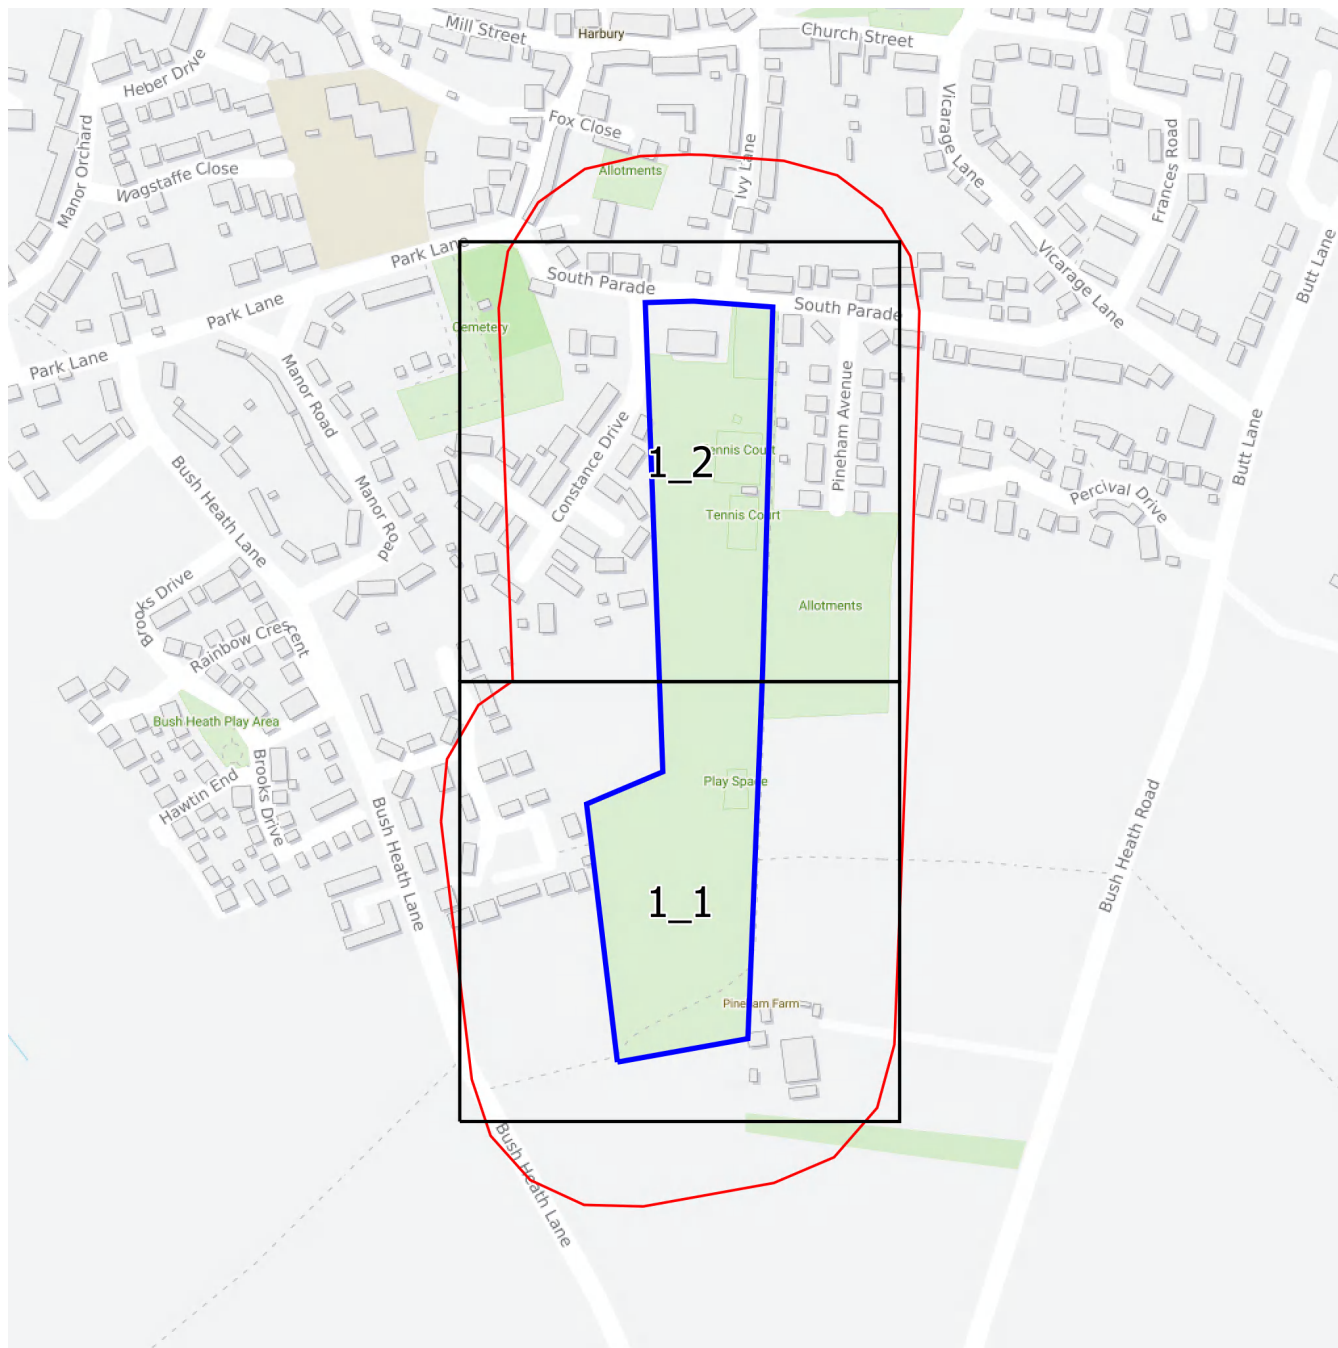 Mill Street
Harbury
Church Street
Heber Drive
Vicarage Lane
Fox Close
Manor Orchard
Wagstaffe Close
Allotments
Ivy Lane
Frances Road
Park Lane
South Parade
Vicarage Lane
Butt Lane
Park Lane
South Parade
Cemetery
Park Lane
Manor Road
Pineham Avenue
Constance Drive
Tennis Court
1_2
Butt Lane
Bush Heath Lane
Manor Road
Percival Drive
Tennis Court
Brooks Drive
Allotments
Rainbow Crescent
Bush Heath Play Area
Play Space
Hawtin End
Brooks Drive
Bush Heath Lane
Bush Heath Road
1_1
Pineham Farm
Bush Heath Lane